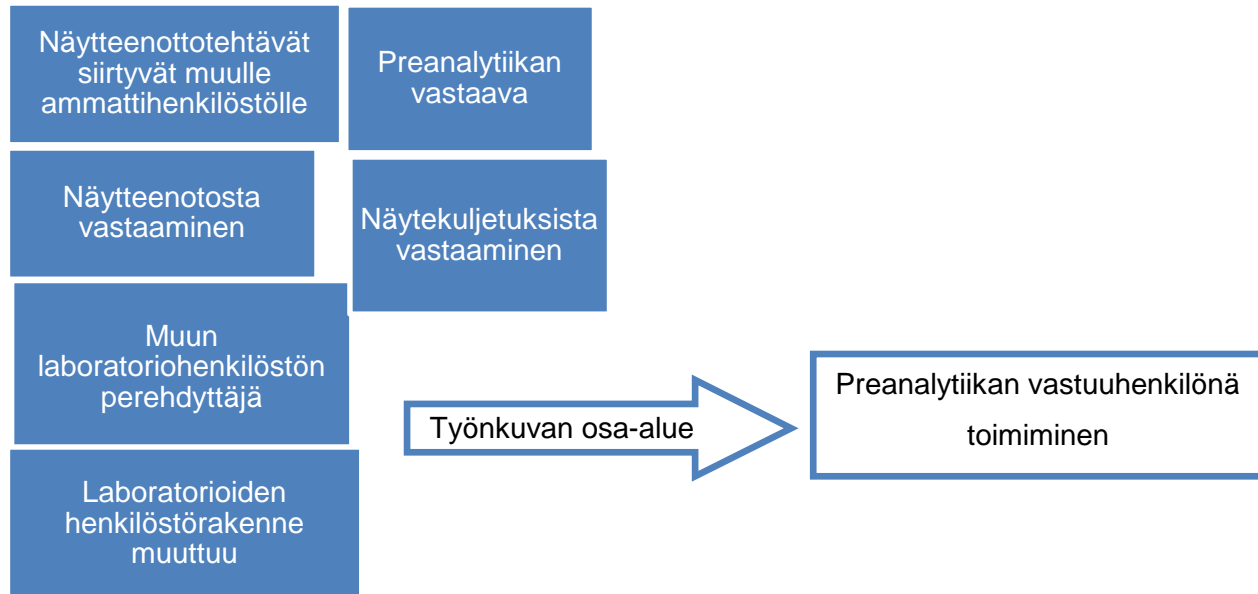 Näytteenottotehtävät
siirtyvät muulle
ammattihenkilöstölle
Preanalytiikan
vastaava
Näytteenotosta
vastaaminen
Näytekuljetuksista
vastaaminen
Muun
laboratoriohenkilöstön
perehdyttäjä
Laboratorioiden
henkilöstörakenne
muuttuu
Työnkuvan osa-alue
Preanalytiikan vastuuhenkilönä
toimiminen